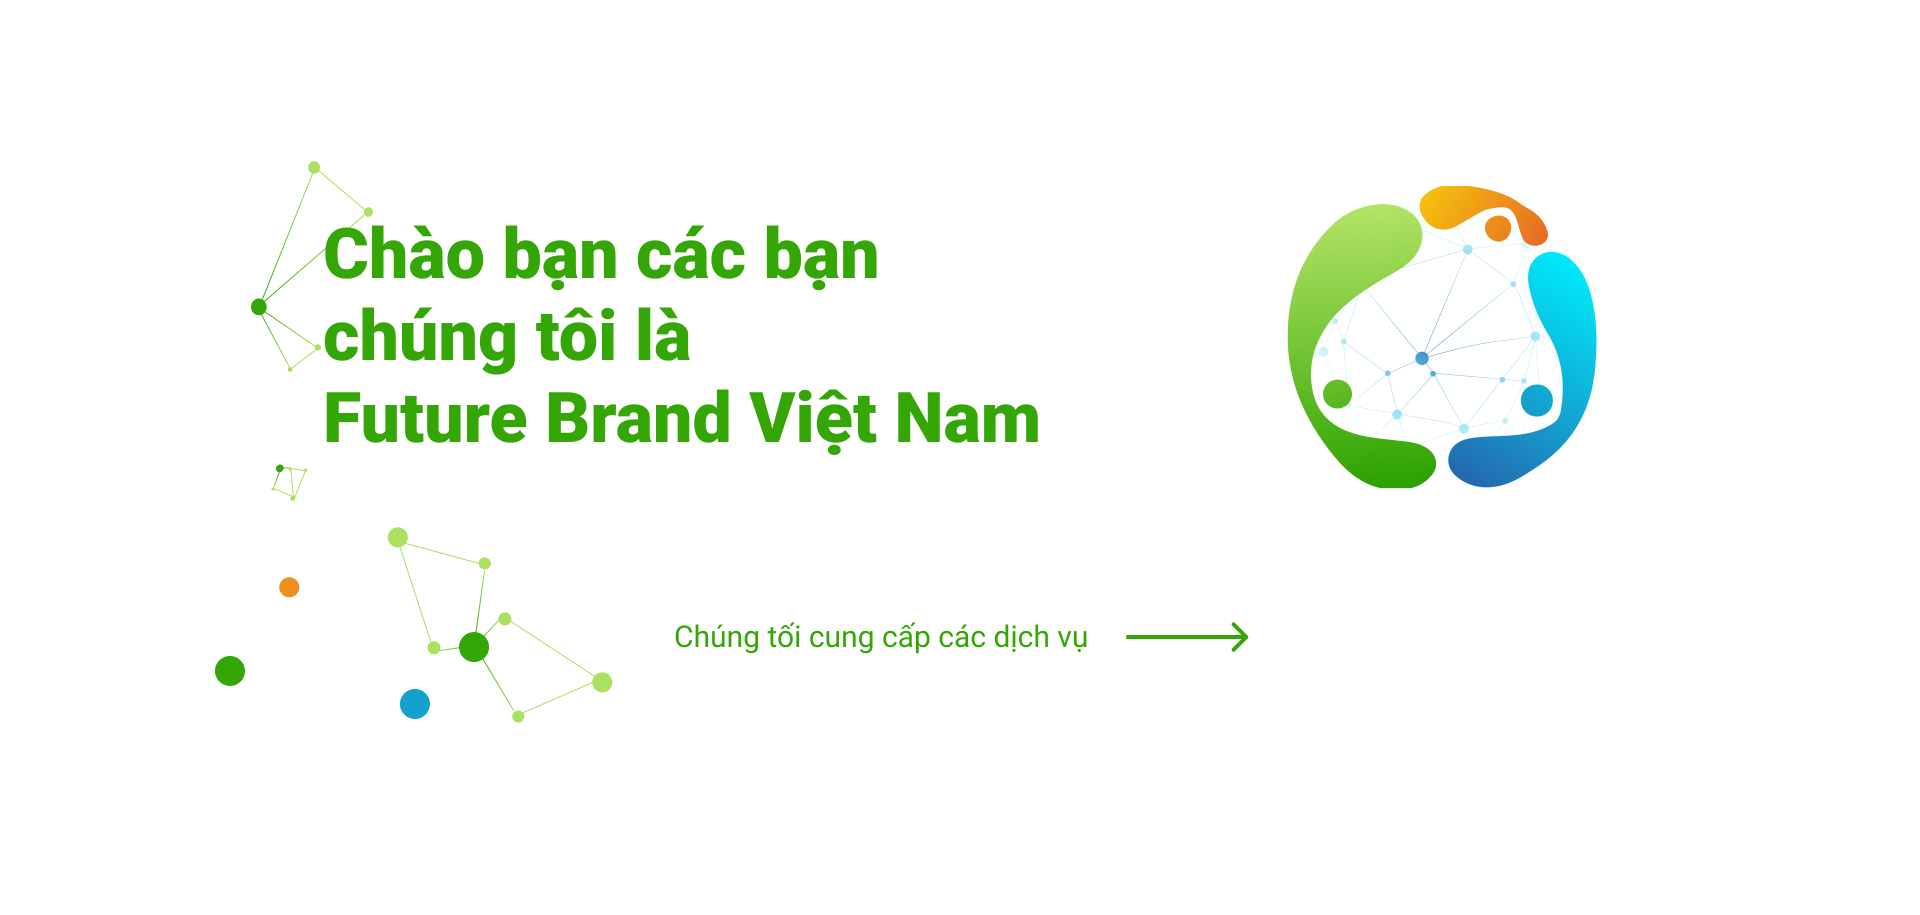 Chào bạn các bạn
chúng tôi là
Future Brand Việt Nam
Chúng tối cung cấp các dịch vụ